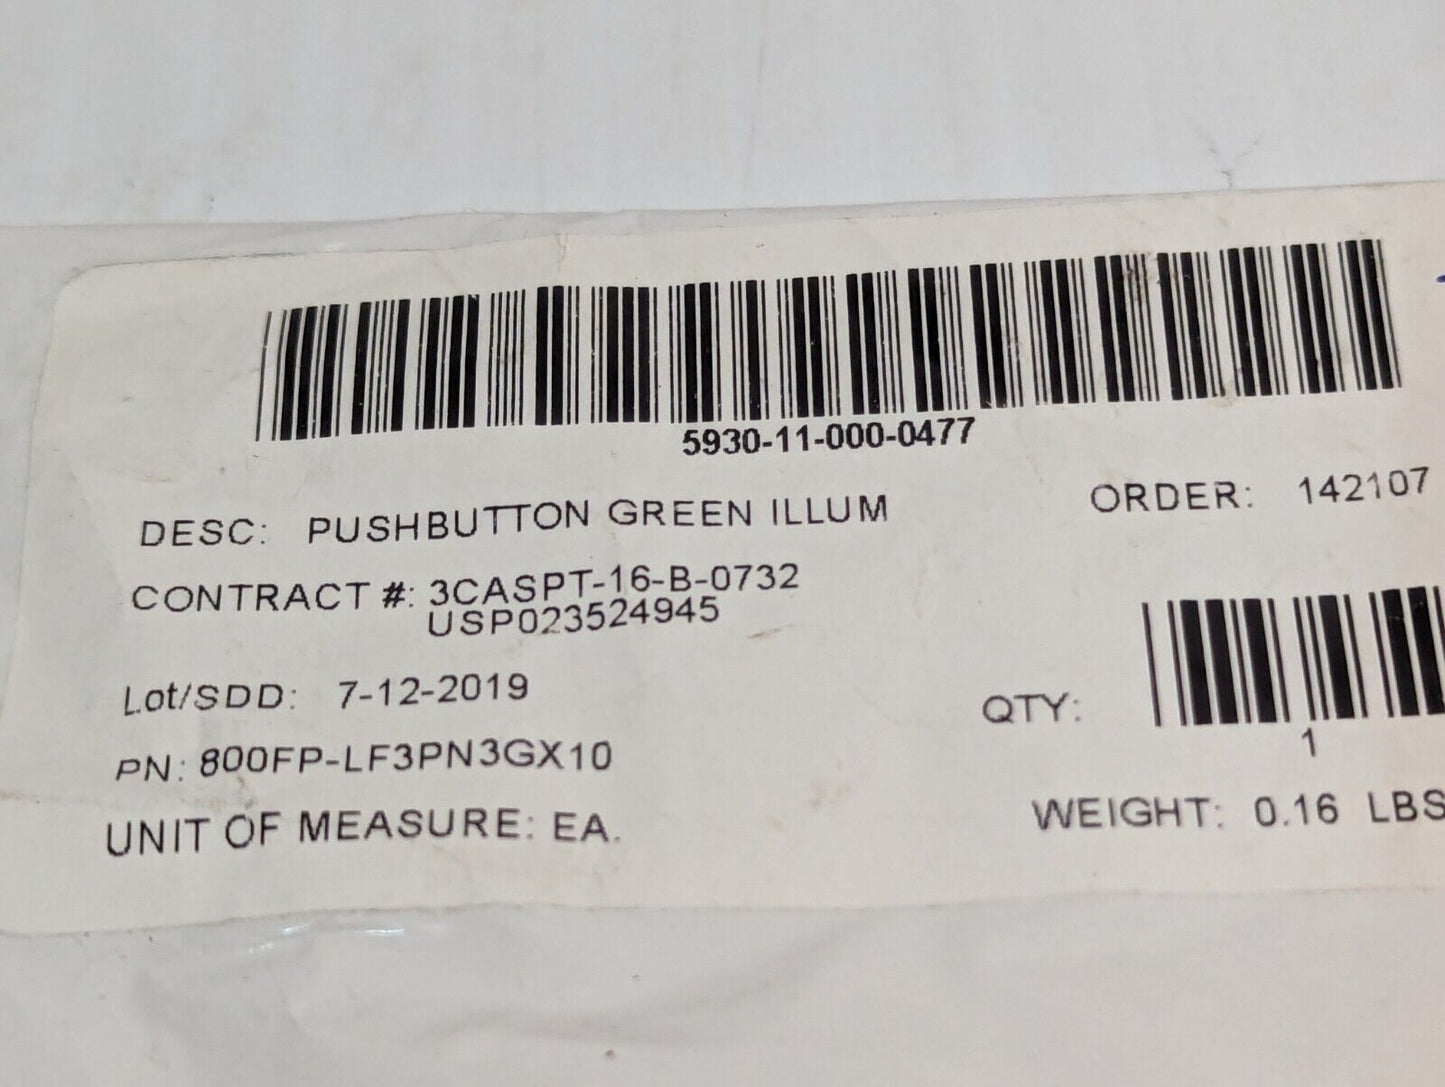 5930-11-000-0477
DESC: PUSHBUTTON GREEN ILLUM
ORDER: 142107
CONTRACT #: 3CASPT-16-B-0732
USP023524945
Lot/SDD: 7-12-2019
QTY:
1
PN: 800FP-LF3PN3GX10
WEIGHT: 0.16 LBS
UNIT OF MEASURE: EA.